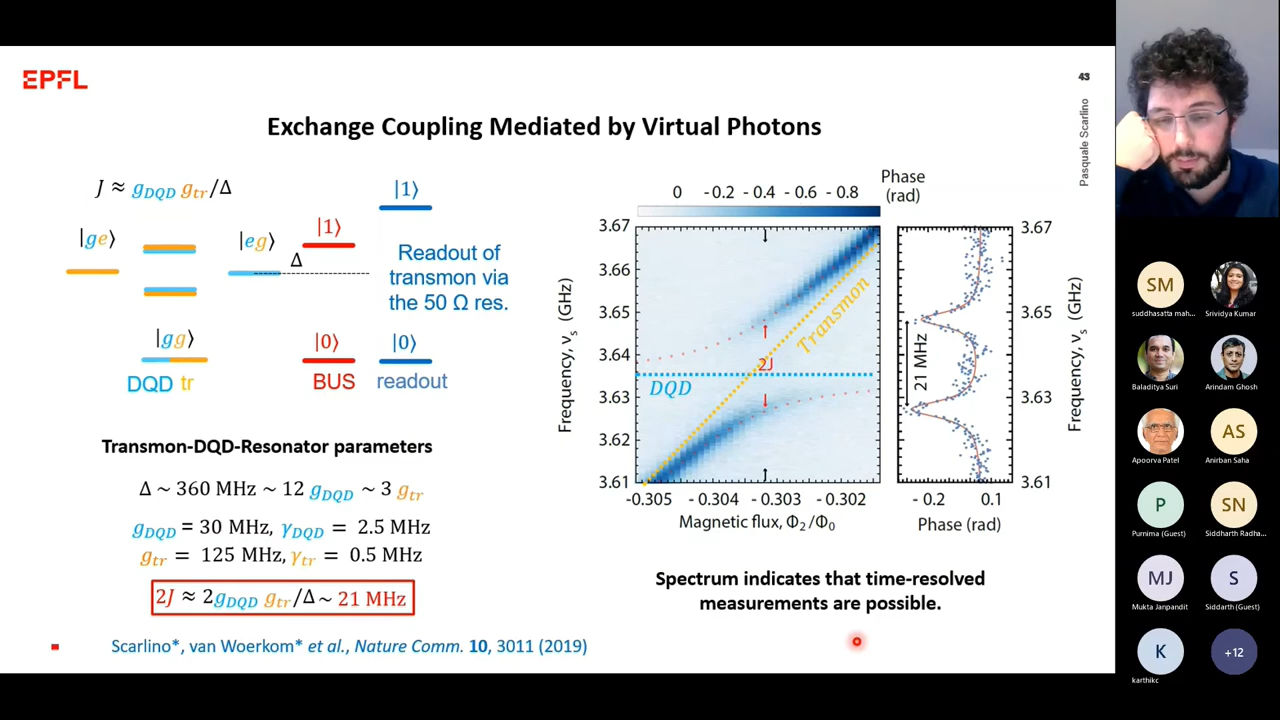 EPFL
43
Pasquale Scarlino
Exchange Coupling Mediated by Virtual Photons
J ≈ g_DQD g_tr/Δ
|ge⟩
|eg⟩
Δ
|1⟩
|1⟩
Readout of
transmon via
the 50 Ω res.
|gg⟩
|0⟩
|0⟩
DQD tr
BUS
readout
Transmon-DQD-Resonator parameters
Δ ~ 360 MHz ~ 12 g_DQD ~ 3 g_tr
g_DQD = 30 MHz, γ_DQD = 2.5 MHz
g_tr = 125 MHz, γ_tr = 0.5 MHz
2J ≈ 2g_DQD g_tr/Δ ~ 21 MHz
Scarlino*, van Woerkom* et al., Nature Comm. 10, 3011 (2019)
Phase
(rad)
0 -0.2 -0.4 -0.6 -0.8
3.67
3.66
3.65
3.64
3.63
3.62
3.61
Frequency, ν_s (GHz)
Transmon
2J
DQD
-0.305 -0.304 -0.303 -0.302
Magnetic flux, Φ_2/Φ_0
21 MHz
3.67
3.65
3.63
3.61
Frequency, ν_s (GHz)
-0.2 0.1
Phase (rad)
Spectrum indicates that time-resolved
measurements are possible.
SM
suddhasatta mah...
Srividya Kumar
Baladitya Suri
Arindam Ghosh
Apoorva Patel
AS
Anirban Saha
P
Purnima (Guest)
SN
Siddharth Radha...
MJ
Mukta Janpandit
S
Siddarth (Guest)
K
karthikc
+12